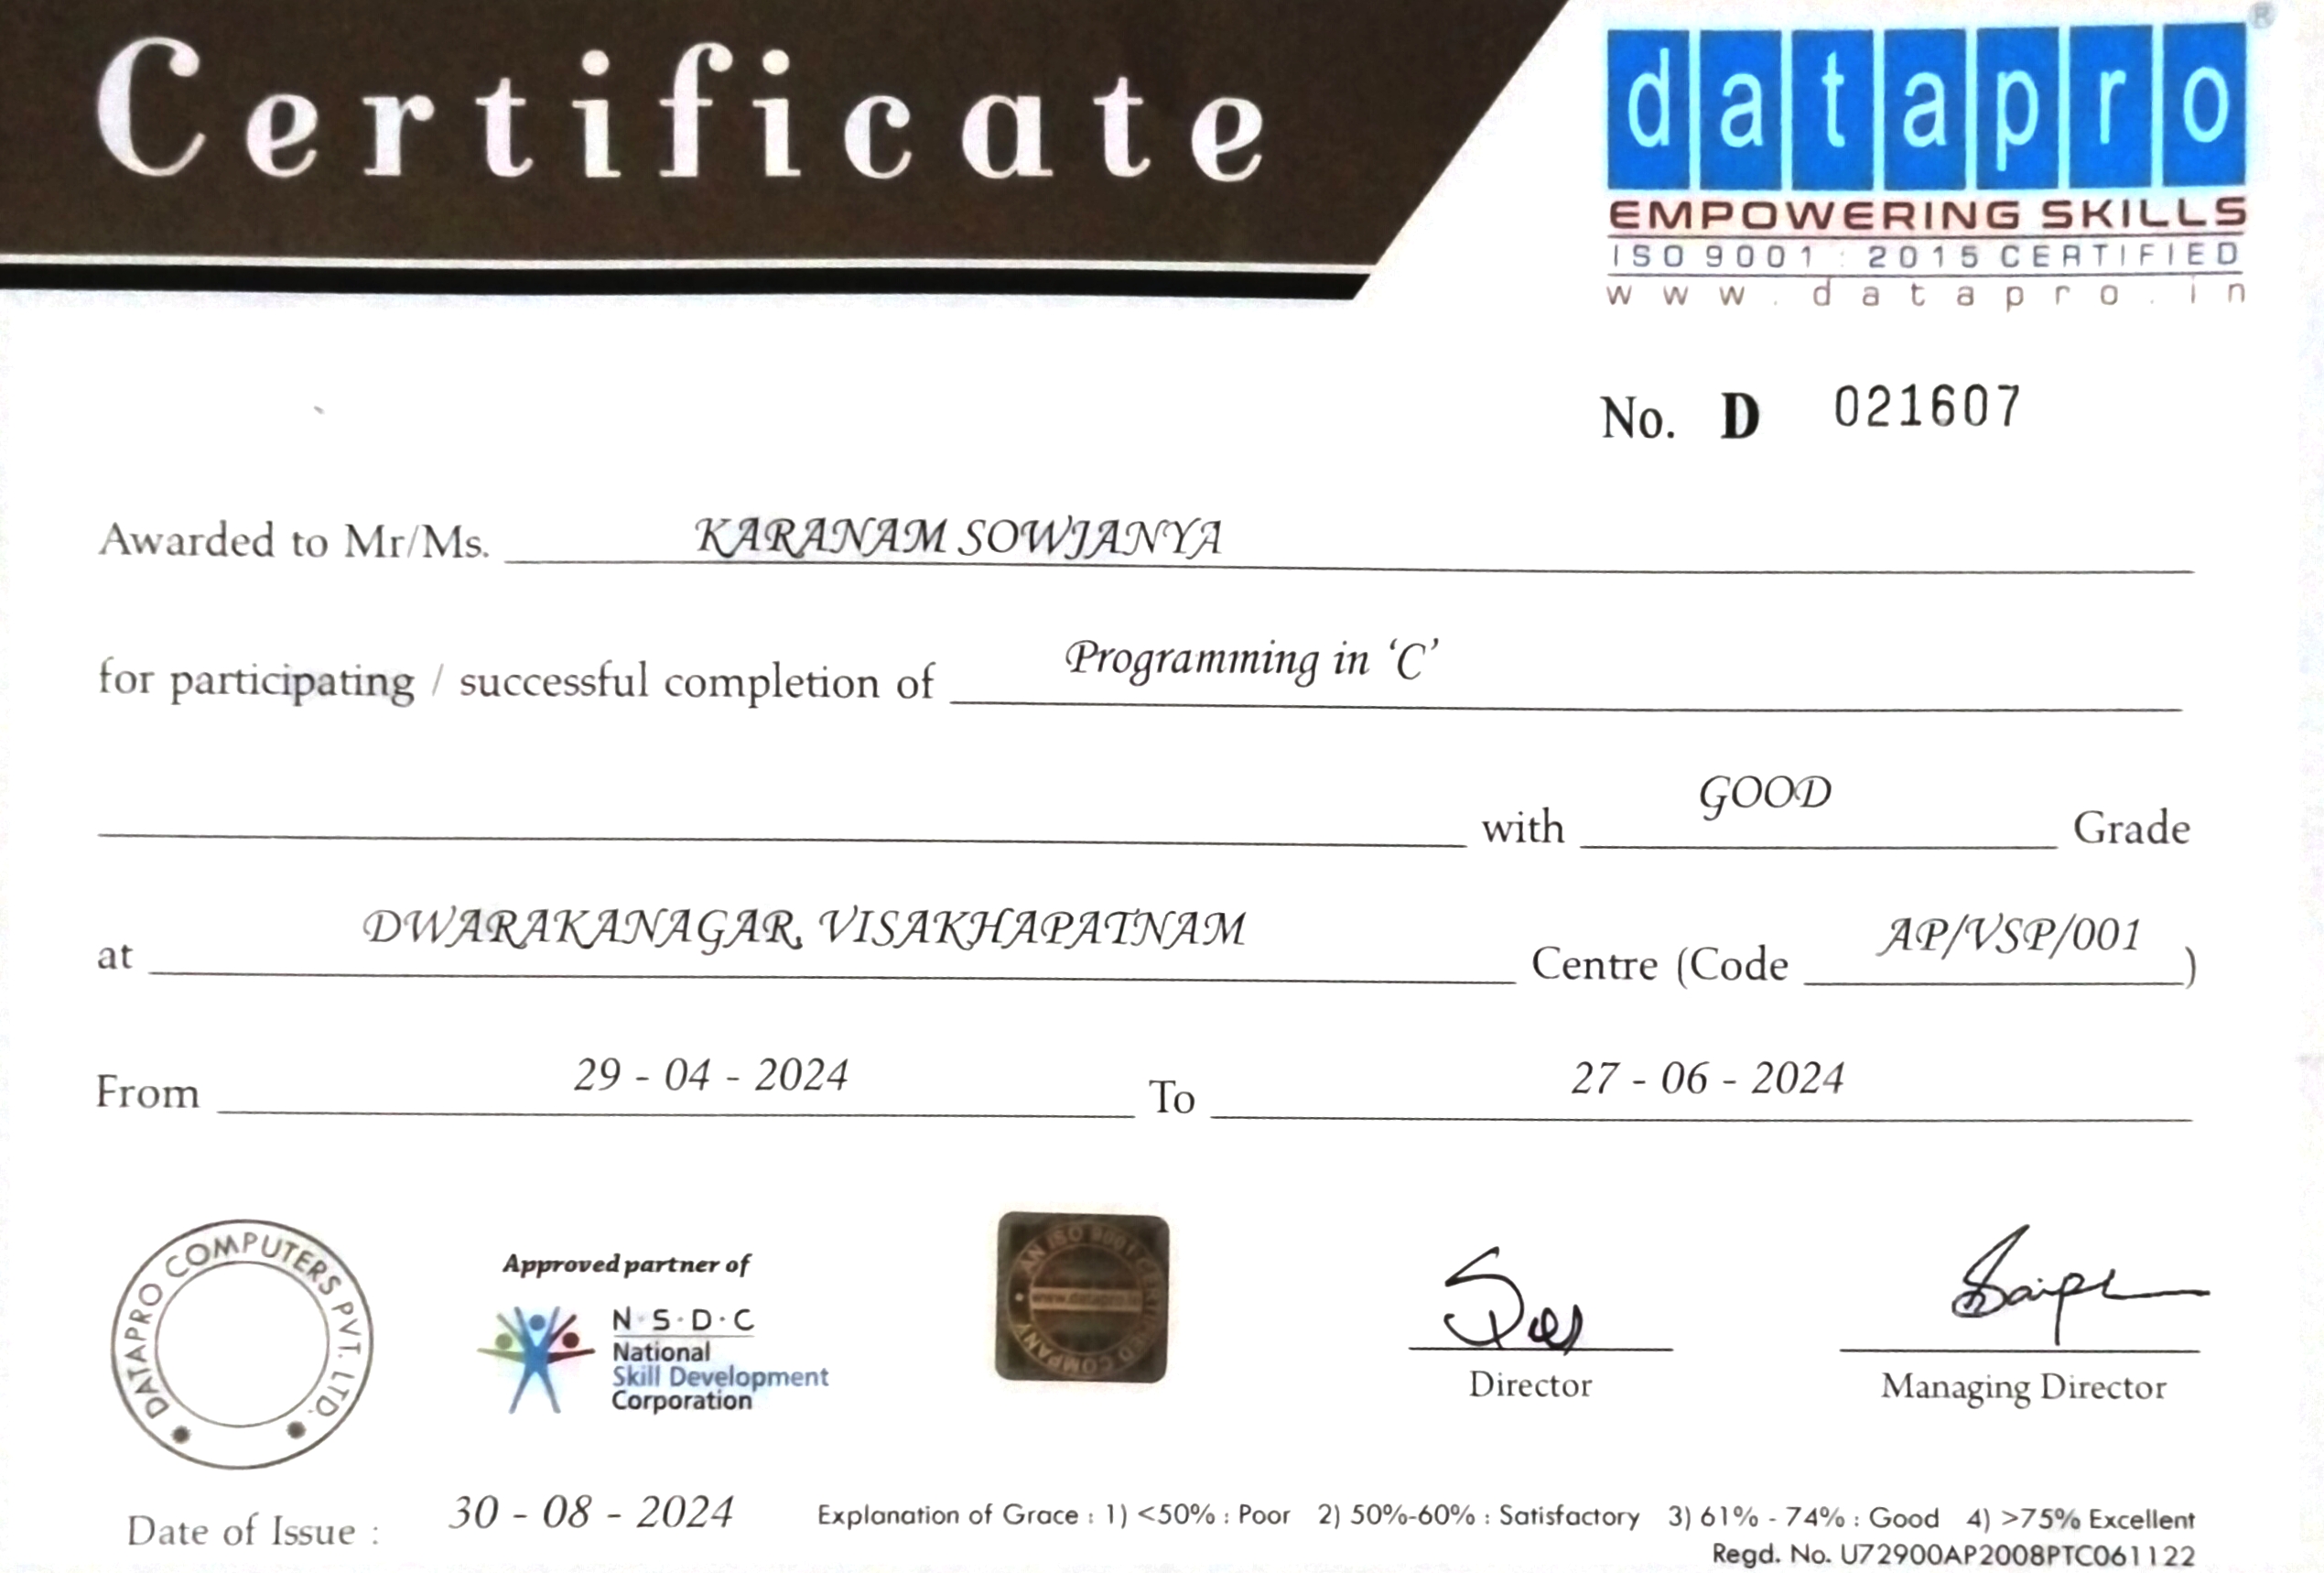 Certificate
datapro ®
EMPOWERING SKILLS
ISO 9001 : 2015 CERTIFIED
www.datapro.in
No. D 021607
Awarded to Mr/Ms. KARANAM SOWJANYA
for participating / successful completion of Programming in ‘C’
with GOOD Grade
at DWARAKANAGAR, VISAKHAPATNAM Centre (Code AP/VSP/001 )
From 29 - 04 - 2024 To 27 - 06 - 2024
DATAPRO COMPUTERS PVT. LTD.
Approved partner of
N·S·D·C
National
Skill Development
Corporation
AN ISO 9001 CERTIFIED COMPANY
www.datapro.in
Director
Managing Director
Date of Issue : 30 - 08 - 2024
Explanation of Grace : 1) <50% : Poor 2) 50%-60% : Satisfactory 3) 61% - 74% : Good 4) >75% Excellent
Regd. No. U72900AP2008PTC061122